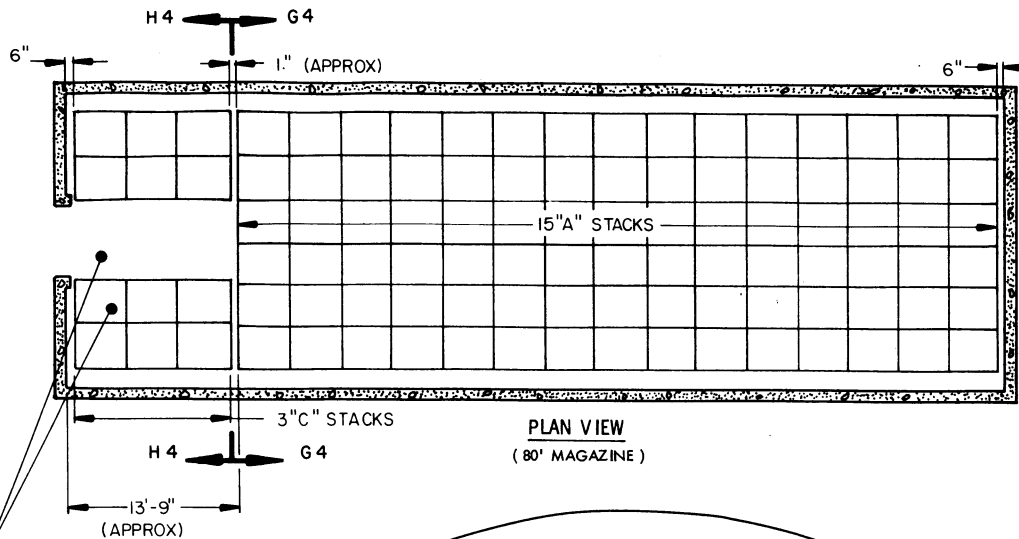 H4 G4
6"
1." (APPROX)
6"
15"A" STACKS
3"C" STACKS
PLAN VIEW
( 80' MAGAZINE )
H4 G4
13'-9"
(APPROX)